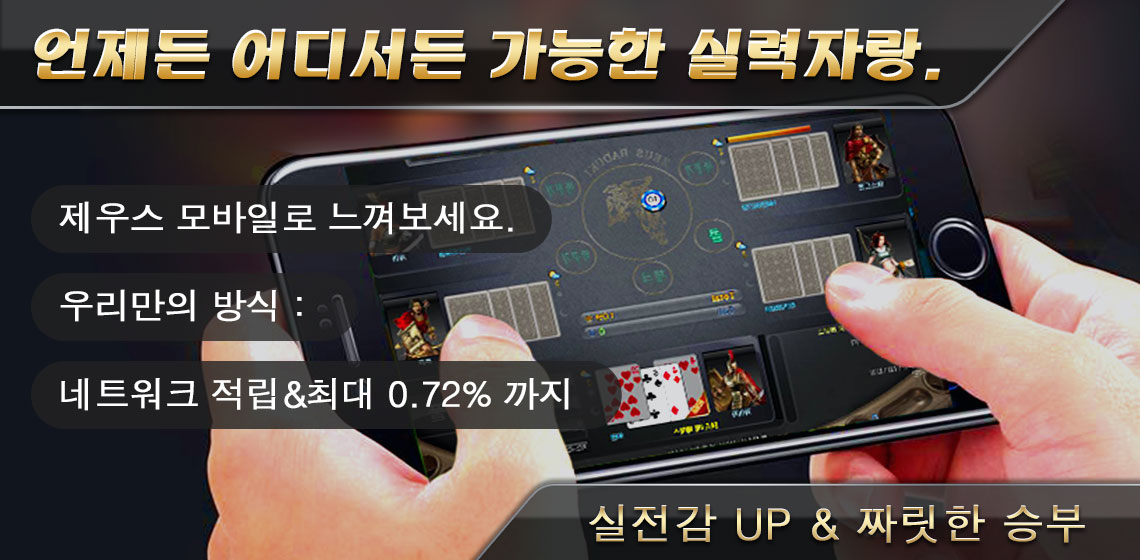 언제든 어디서든 가능한 실력자랑.
제우스 모바일로 느껴보세요.
우리만의 방식 :
네트워크 적립&최대 0.72% 까지
실전감 UP & 짜릿한 승부